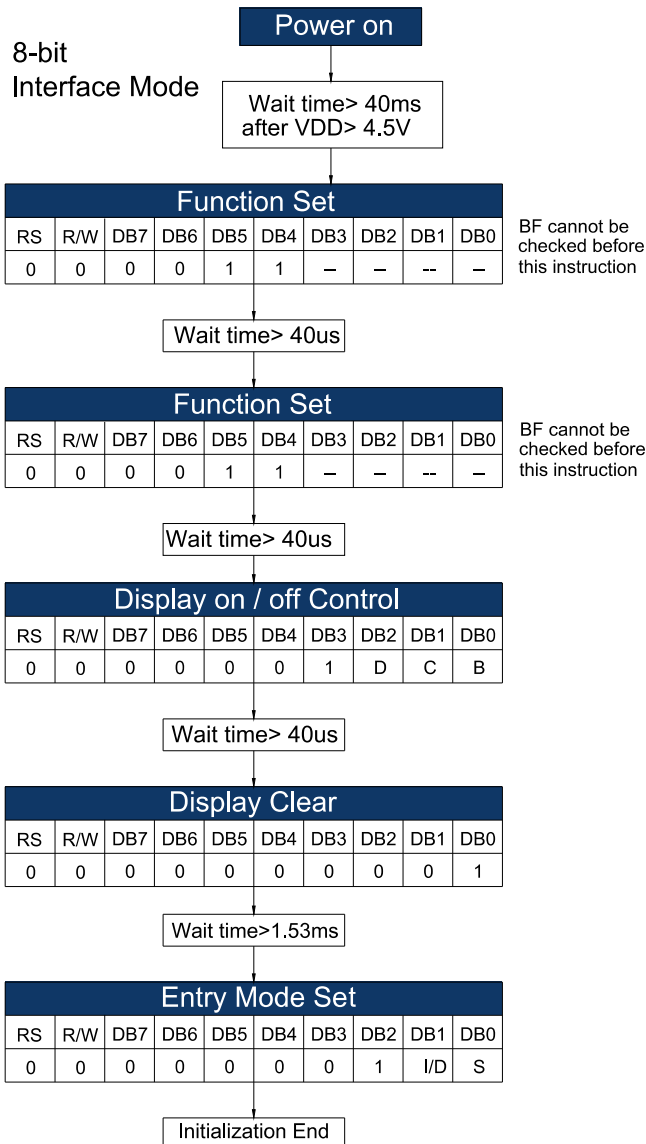 Power on
8-bit
Interface Mode
Wait time> 40ms
after VDD> 4.5V
Function Set
RS R/W DB7 DB6 DB5 DB4 DB3 DB2 DB1 DB0
0 0 0 0 1 1 – – -- –
BF cannot be
checked before
this instruction
Wait time> 40us
Function Set
RS R/W DB7 DB6 DB5 DB4 DB3 DB2 DB1 DB0
0 0 0 0 1 1 – – -- –
BF cannot be
checked before
this instruction
Wait time> 40us
Display on / off Control
RS R/W DB7 DB6 DB5 DB4 DB3 DB2 DB1 DB0
0 0 0 0 0 0 1 D C B
Wait time> 40us
Display Clear
RS R/W DB7 DB6 DB5 DB4 DB3 DB2 DB1 DB0
0 0 0 0 0 0 0 0 0 1
Wait time>1.53ms
Entry Mode Set
RS R/W DB7 DB6 DB5 DB4 DB3 DB2 DB1 DB0
0 0 0 0 0 0 0 1 I/D S
Initialization End